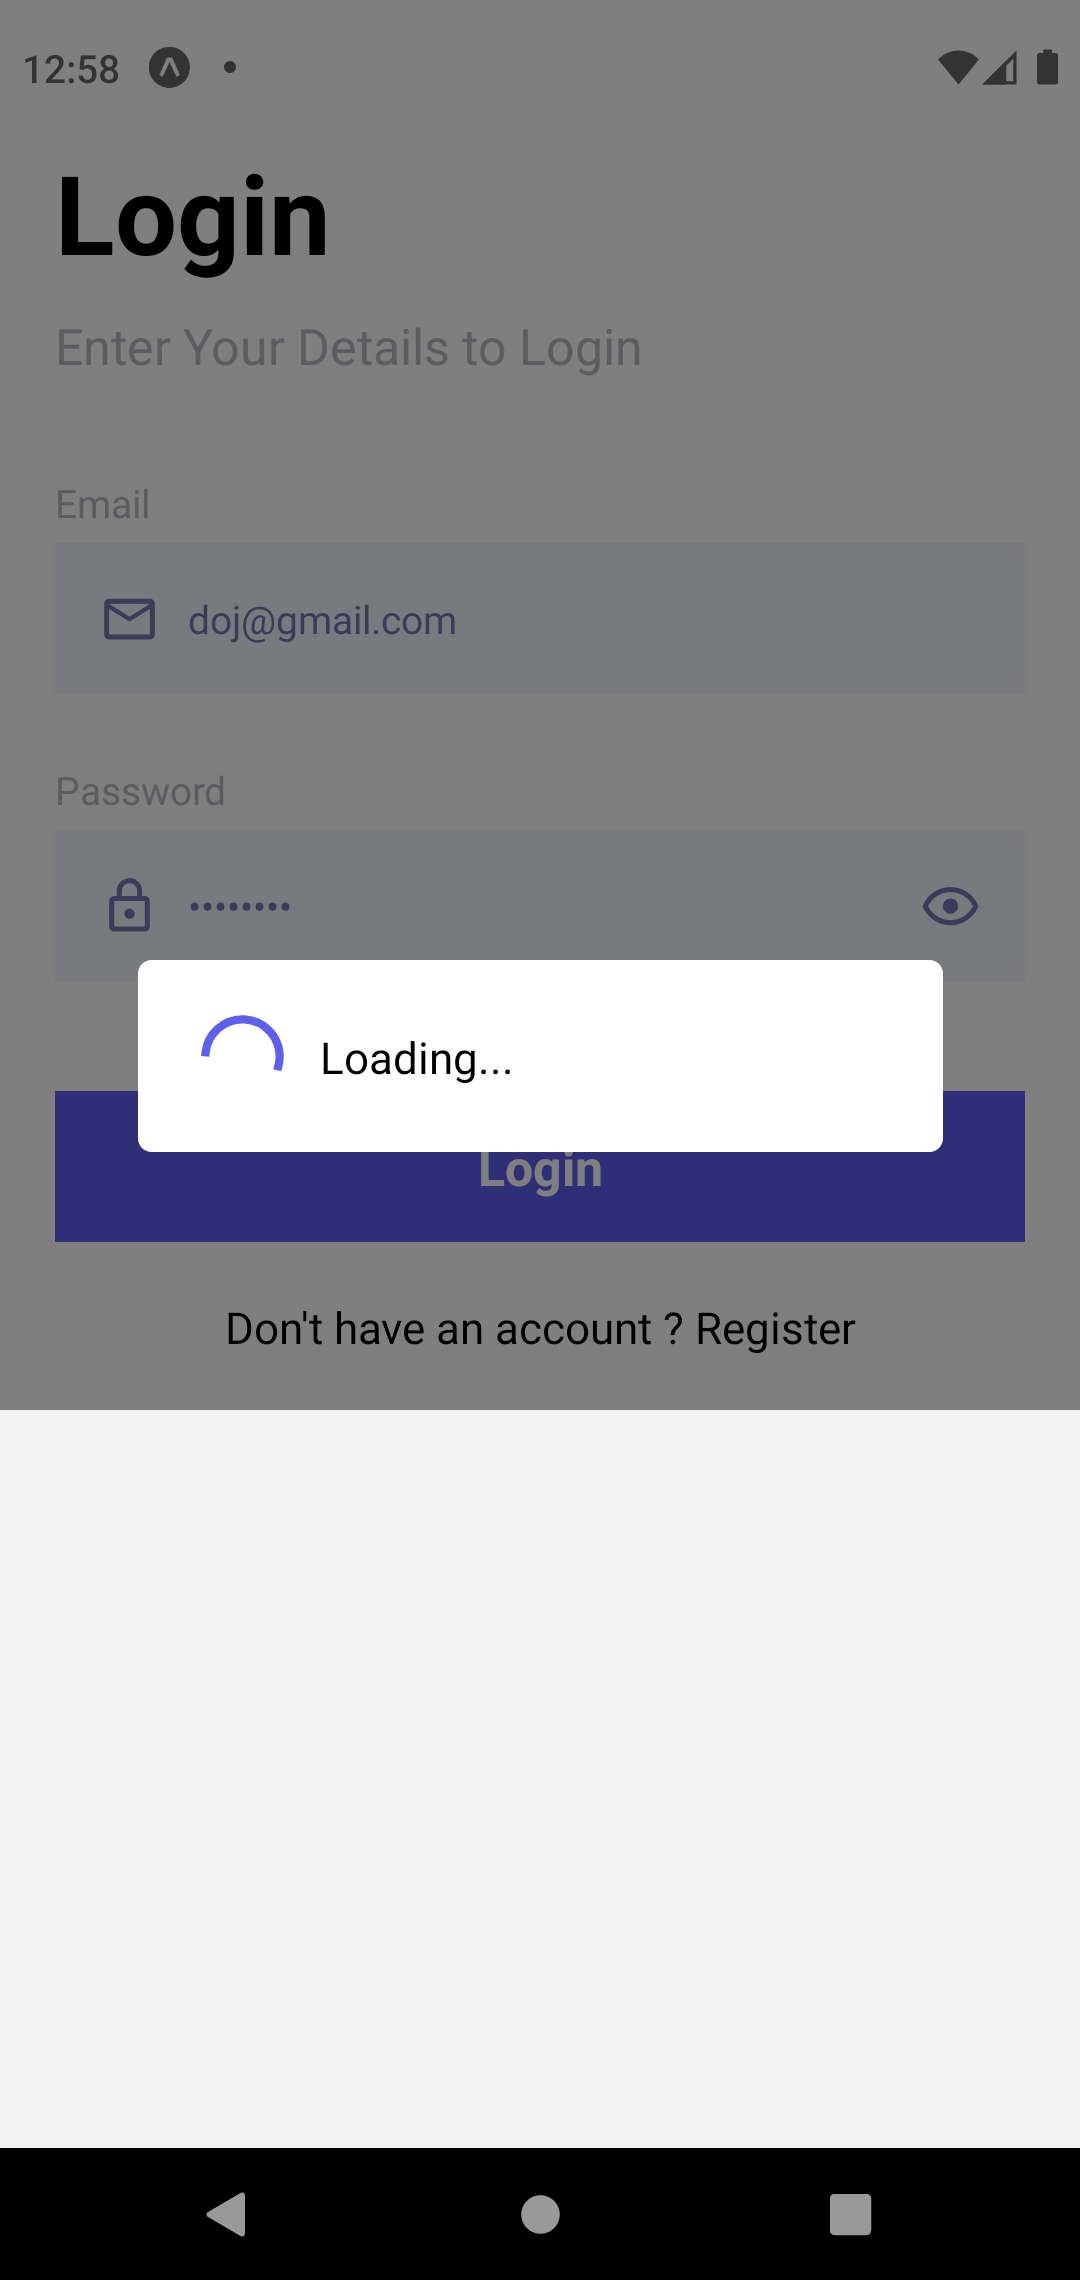 12:58
Login
Enter Your Details to Login
Email
doj@gmail.com
Password
••••••••
Loading...
Login
Don't have an account ? Register